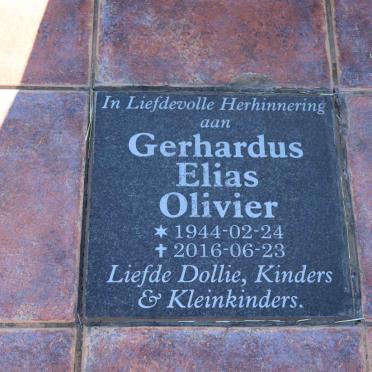 In Liefdevolle Herhinnering
aan
Gerhardus
Elias
Olivier
✶ 1944-02-24
✝ 2016-06-23
Liefde Dollie, Kinders
& Kleinkinders.